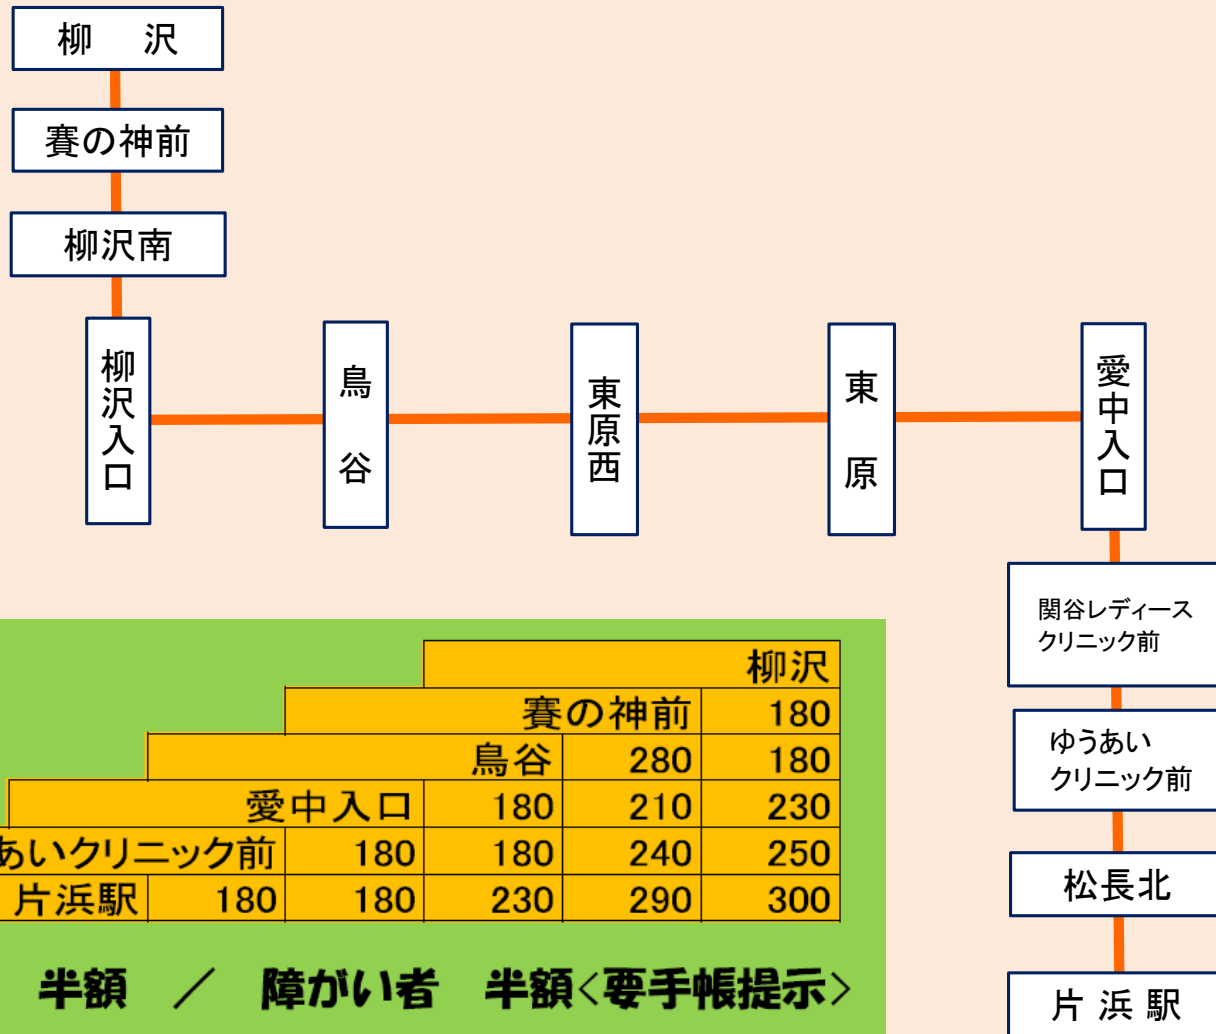 柳　沢
賽の神前
柳沢南
柳沢入口
鳥　谷
東原西
東　原
愛中入口
関谷レディース
クリニック前
ゆうあい
クリニック前
松長北
片浜駅
柳沢
賽の神前 180
鳥谷 280 180
愛中入口 180 210 230
あいクリニック前 180 180 240 250
片浜駅 180 180 230 290 300
半額 ／ 障がい者 半額<要手帳提示>